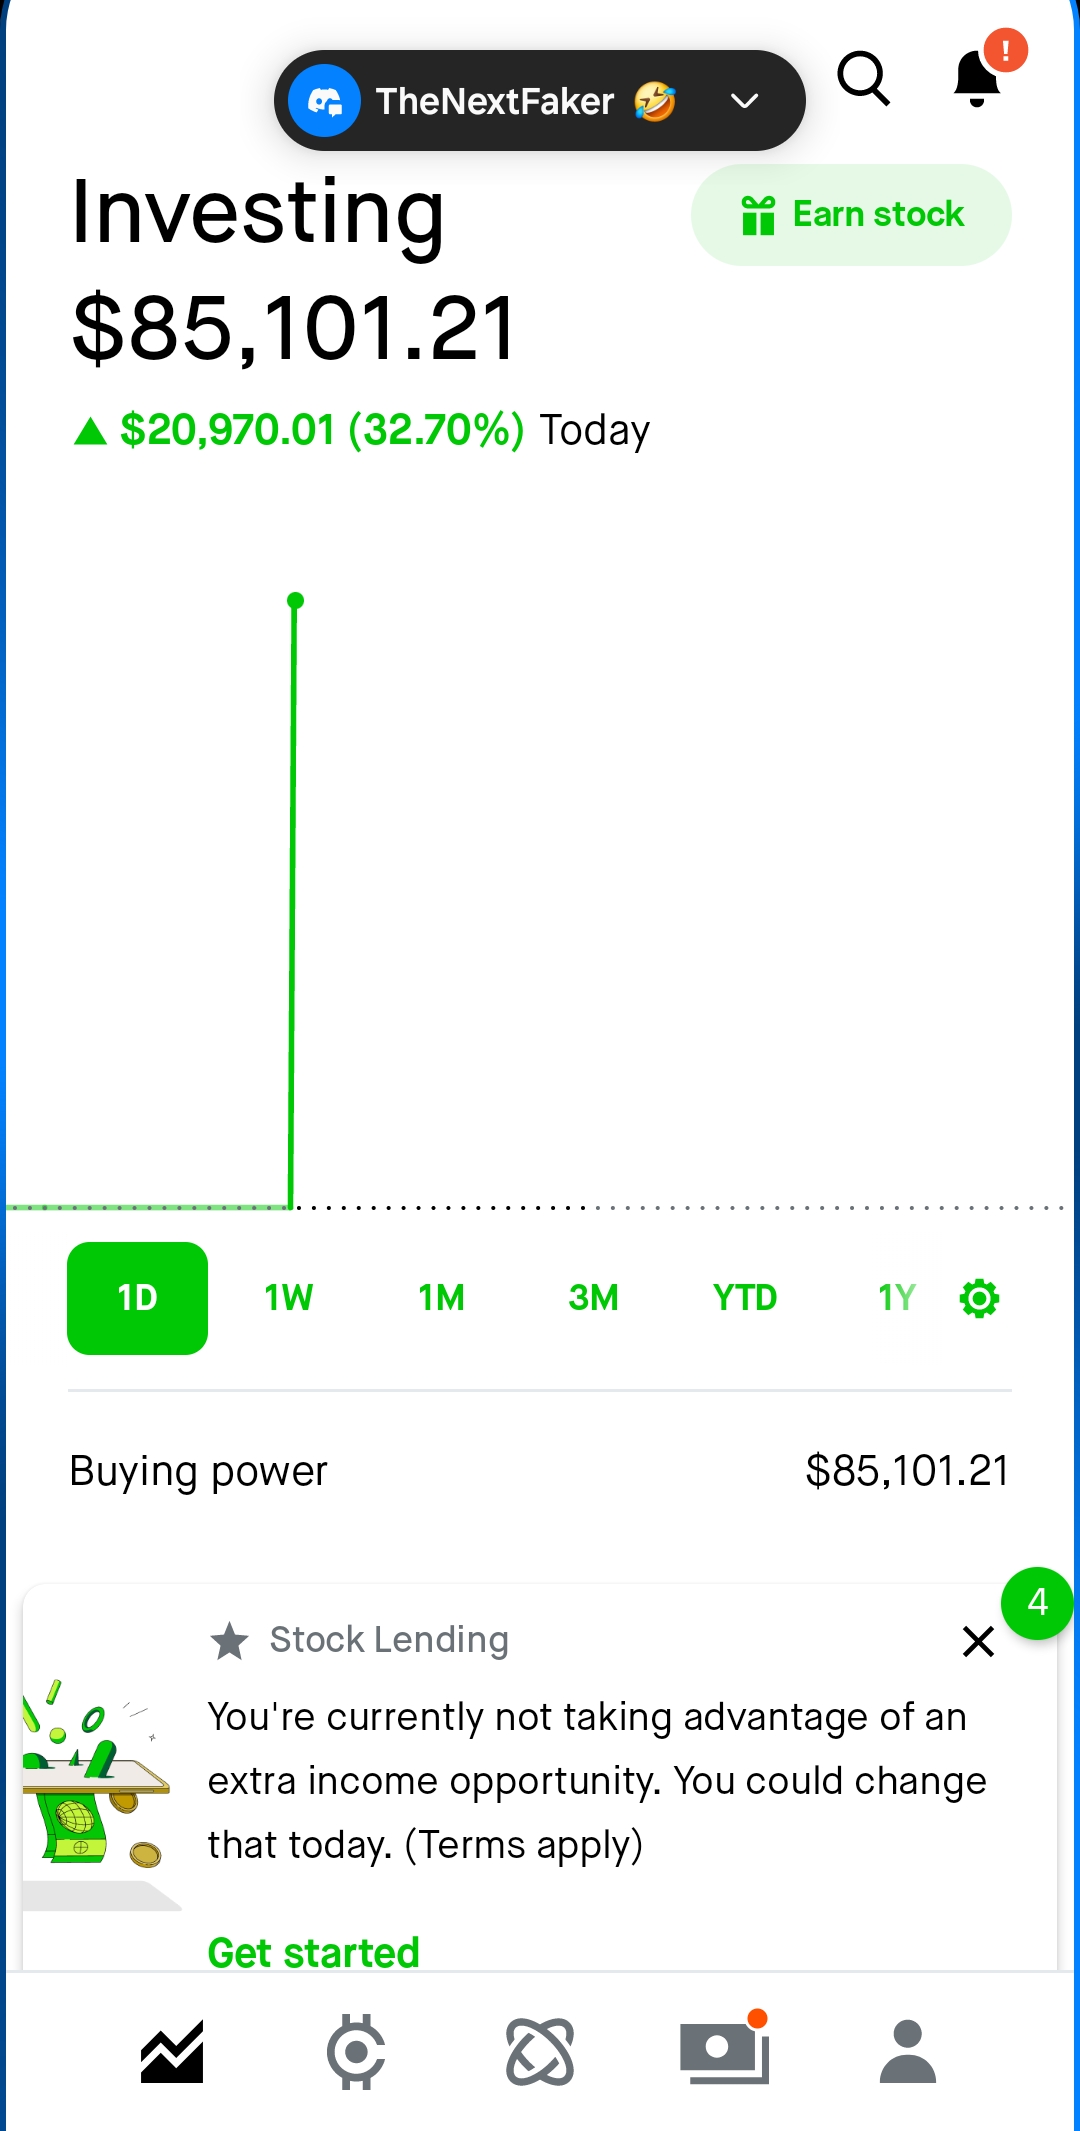 TheNextFaker 🤣
!
Investing
Earn stock
$85,101.21
▲ $20,970.01 (32.70%) Today
1D 1W 1M 3M YTD 1Y
Buying power $85,101.21
4
Stock Lending
You're currently not taking advantage of an
extra income opportunity. You could change
that today. (Terms apply)
Get started